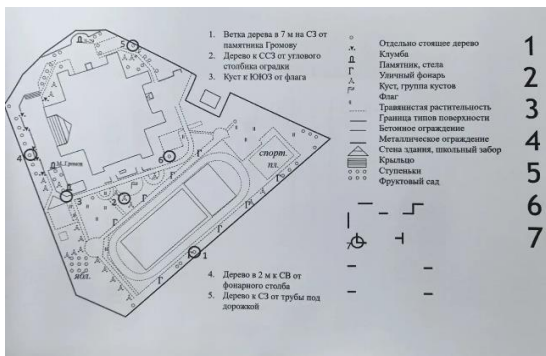 1. Ветка дерева в 7 м на СЗ от
памятника Громову
2. Дерево к ССЗ от углового
столбика оградки
3. Куст к ЮЮЗ от флага
Отдельно стоящее дерево
Клумба
Памятник, стела
Уличный фонарь
Куст, группа кустов
Флаг
Травянистая растительность
Граница типов поверхности
Бетонное ограждение
Металлическое ограждение
Стена здания, школьный забор
Крыльцо
Ступеньки
Фруктовый сад
1
2
3
4
5
6
7
5
4
М. Громов
6
спорт.
пл.
3
2
1
7
ябл.
4. Дерево в 2 м к СВ от
фонарного столба
5. Дерево к СЗ от трубы под
дорожкой